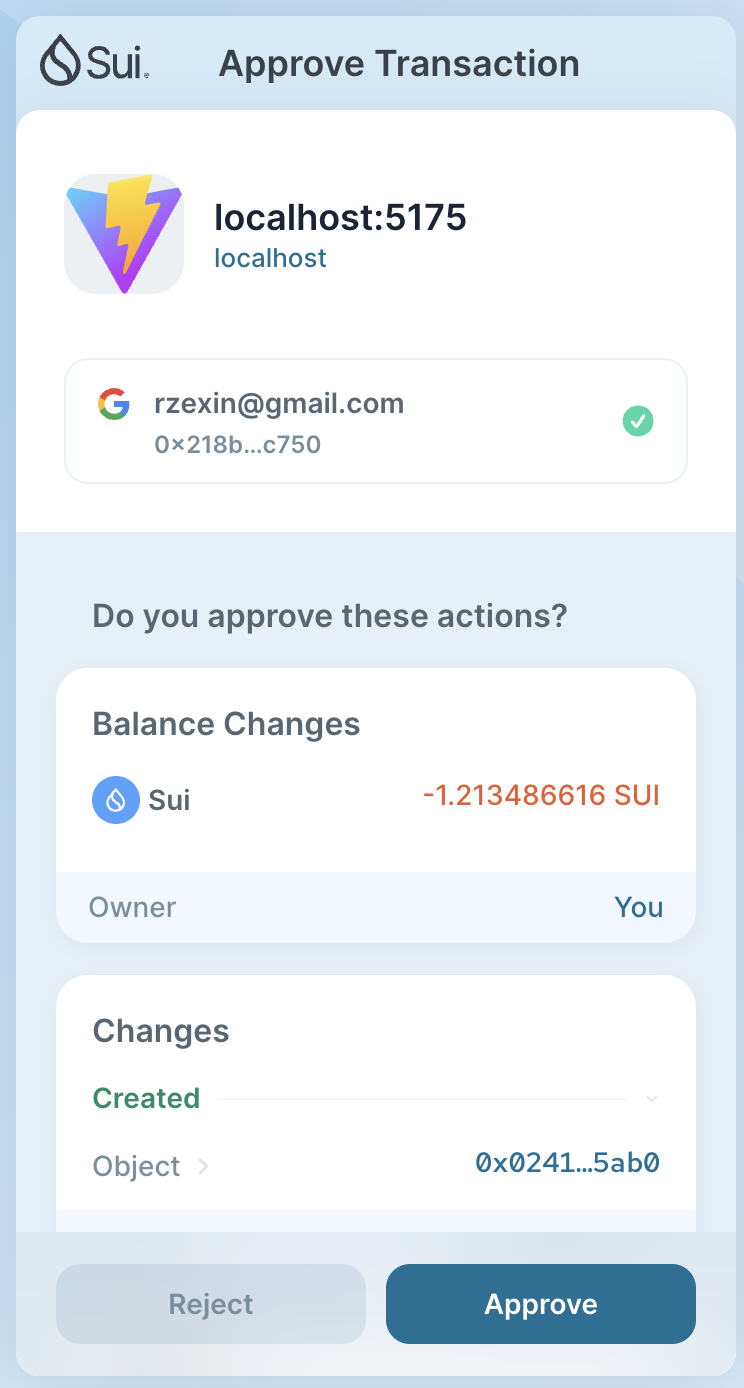 Sui
Approve Transaction
localhost:5175
localhost
rzexin@gmail.com
0×218b…c750
Do you approve these actions?
Balance Changes
Sui
-1.213486616 SUI
Owner
You
Changes
Created
Object
0x0241…5ab0
Reject
Approve